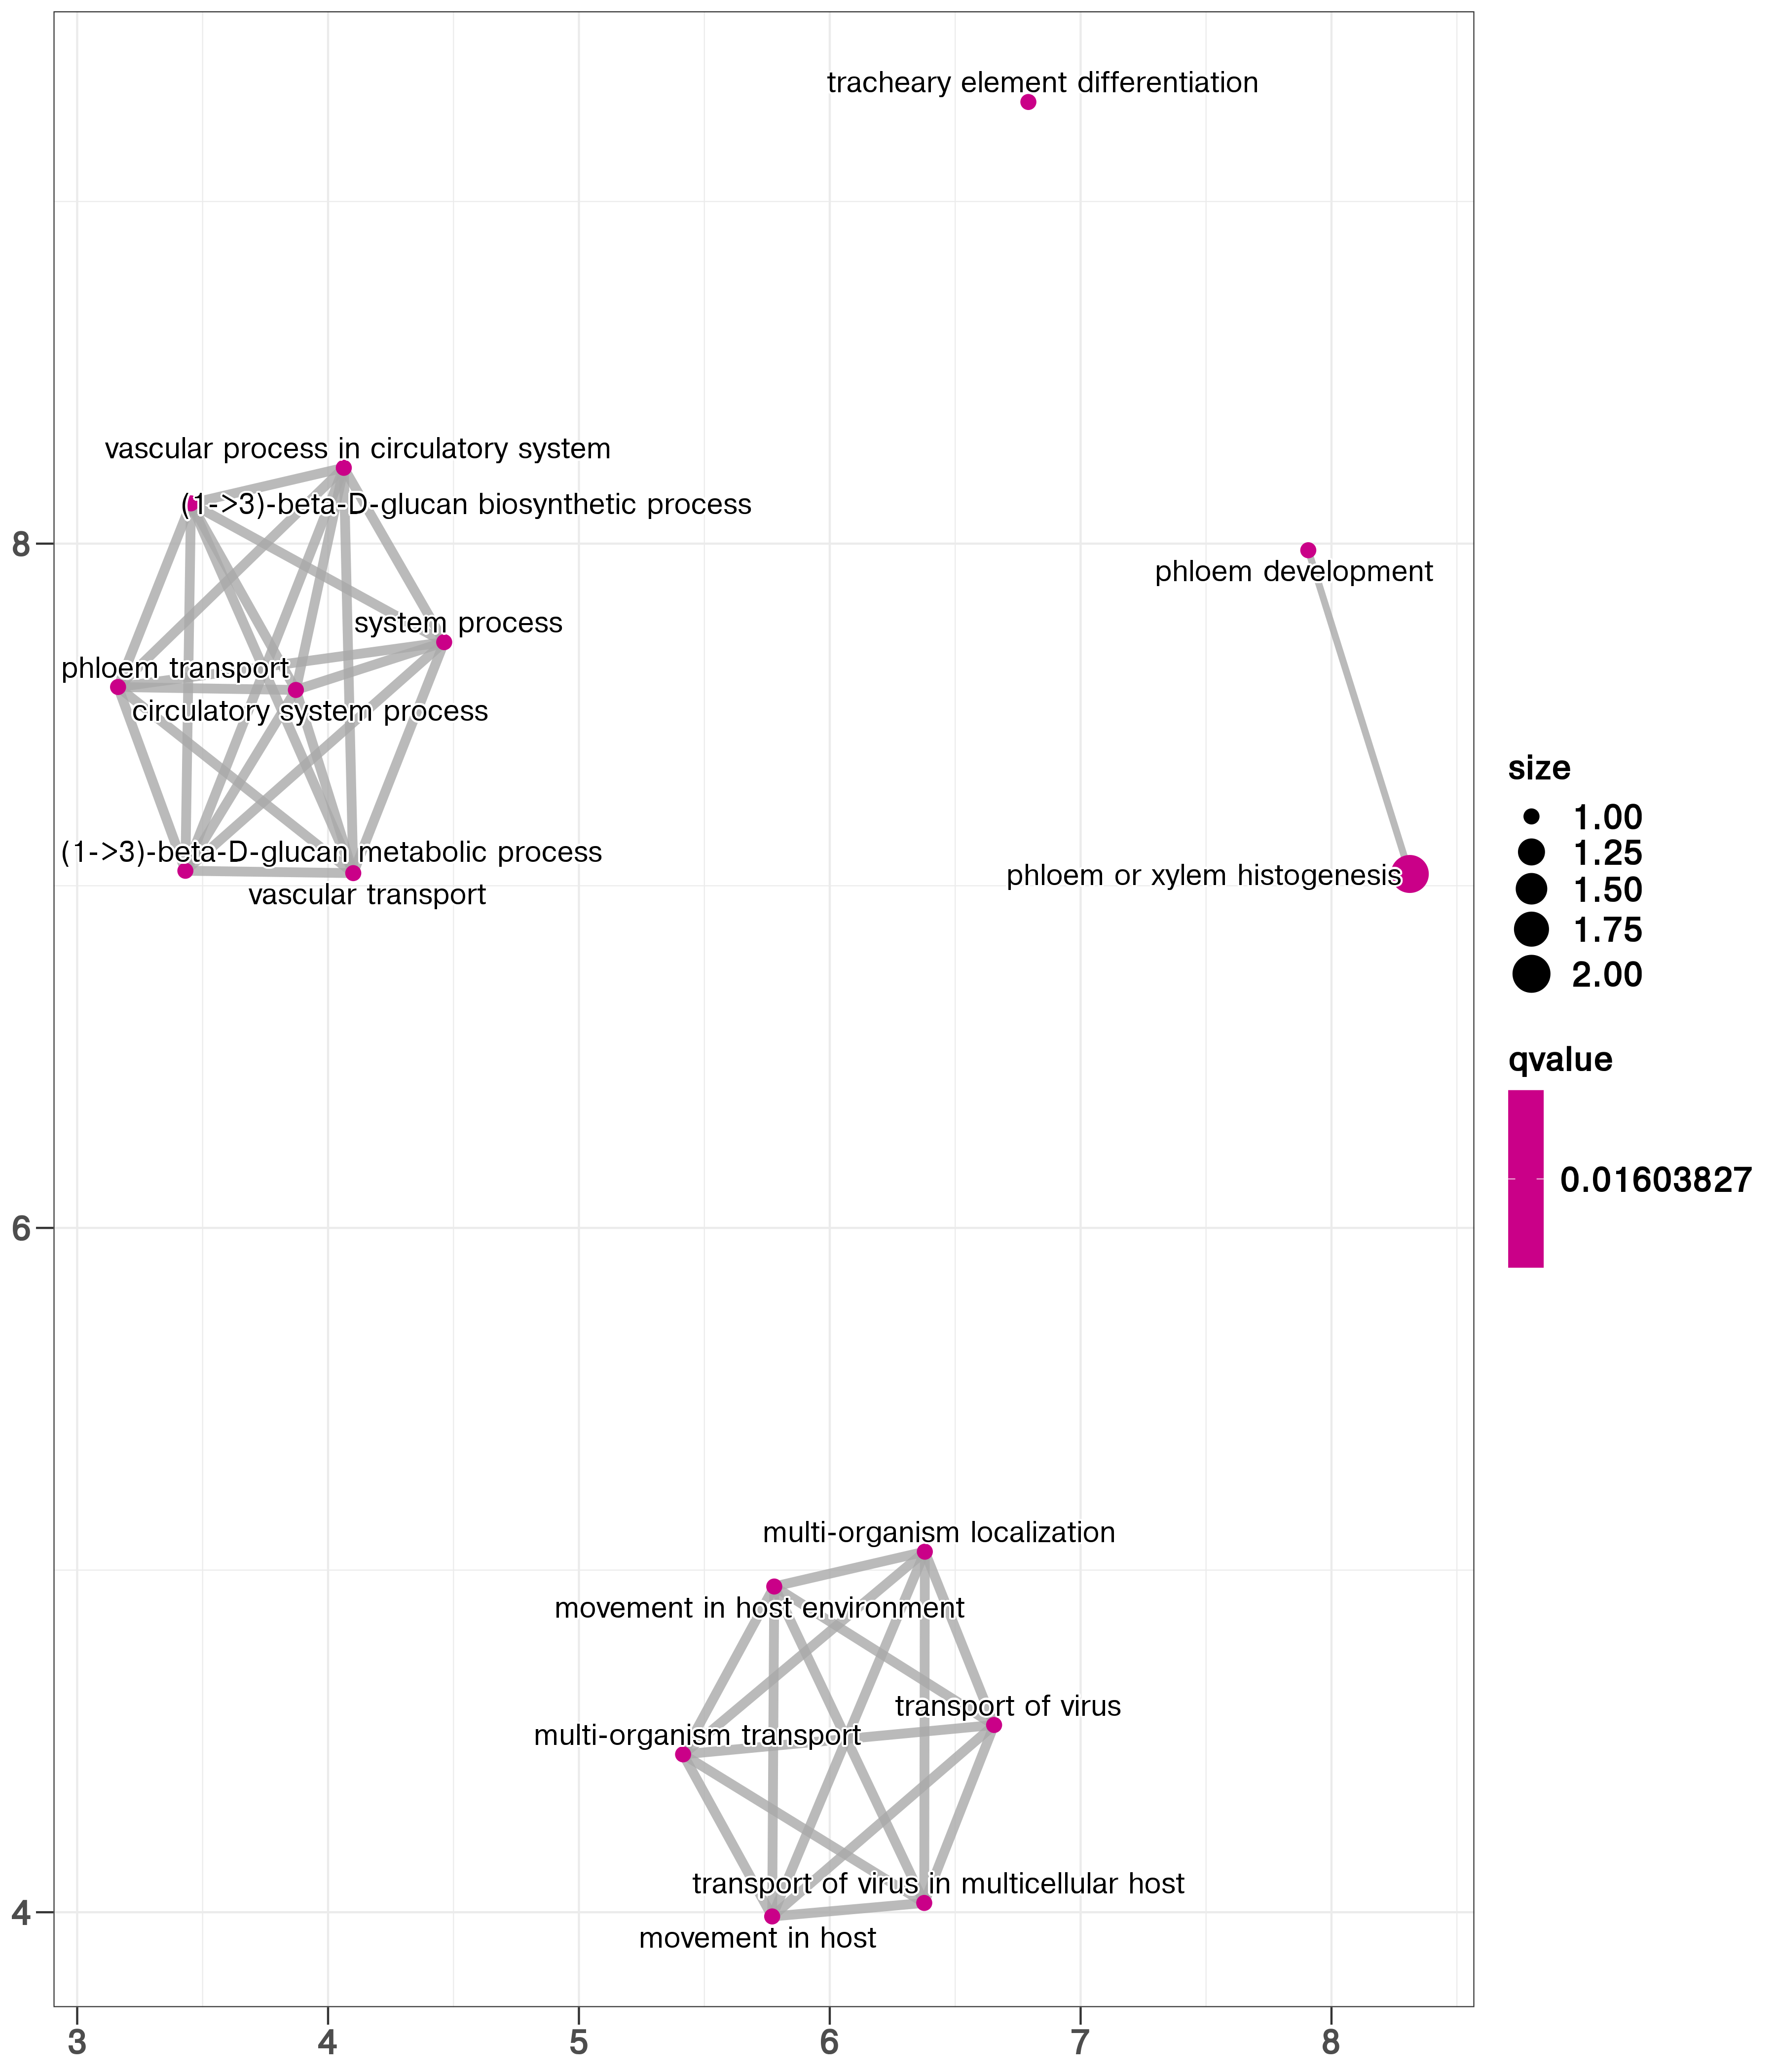 tracheary element differentiation
vascular process in circulatory system
(1->3)-beta-D-glucan biosynthetic process
8
phloem development
system process
phloem transport
circulatory system process
(1->3)-beta-D-glucan metabolic process
vascular transport
phloem or xylem histogenesis
size
1.00
1.25
1.50
1.75
2.00
qvalue
0.01603827
6
multi-organism localization
movement in host environment
transport of virus
multi-organism transport
transport of virus in multicellular host
4
movement in host
3 4 5 6 7 8